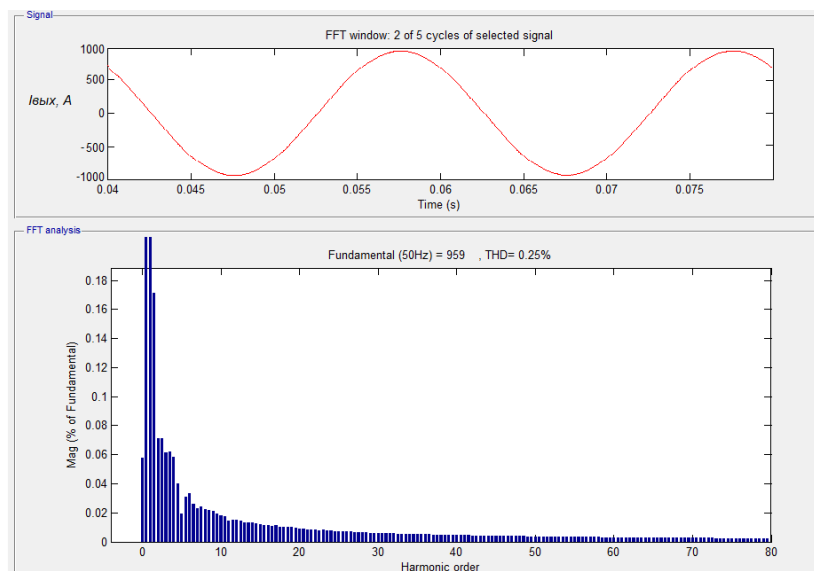 Signal
FFT window: 2 of 5 cycles of selected signal
1000
500
0
-500
-1000
Iвых, А
0.04 0.045 0.05 0.055 0.06 0.065 0.07 0.075
Time (s)
FFT analysis
Fundamental (50Hz) = 959 , THD= 0.25%
0.18
0.16
0.14
0.12
0.1
0.08
0.06
0.04
0.02
0
Mag (% of Fundamental)
0 10 20 30 40 50 60 70 80
Harmonic order